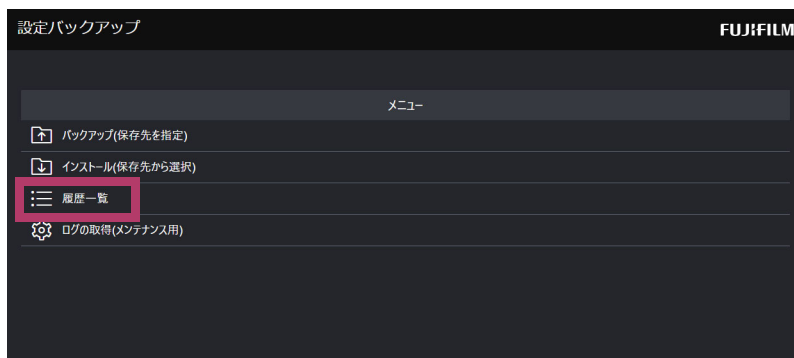 設定バックアップ
FUJIFILM
メニュー
バックアップ(保存先を指定)
インストール(保存先から選択)
履歴一覧
ログの取得(メンテナンス用)